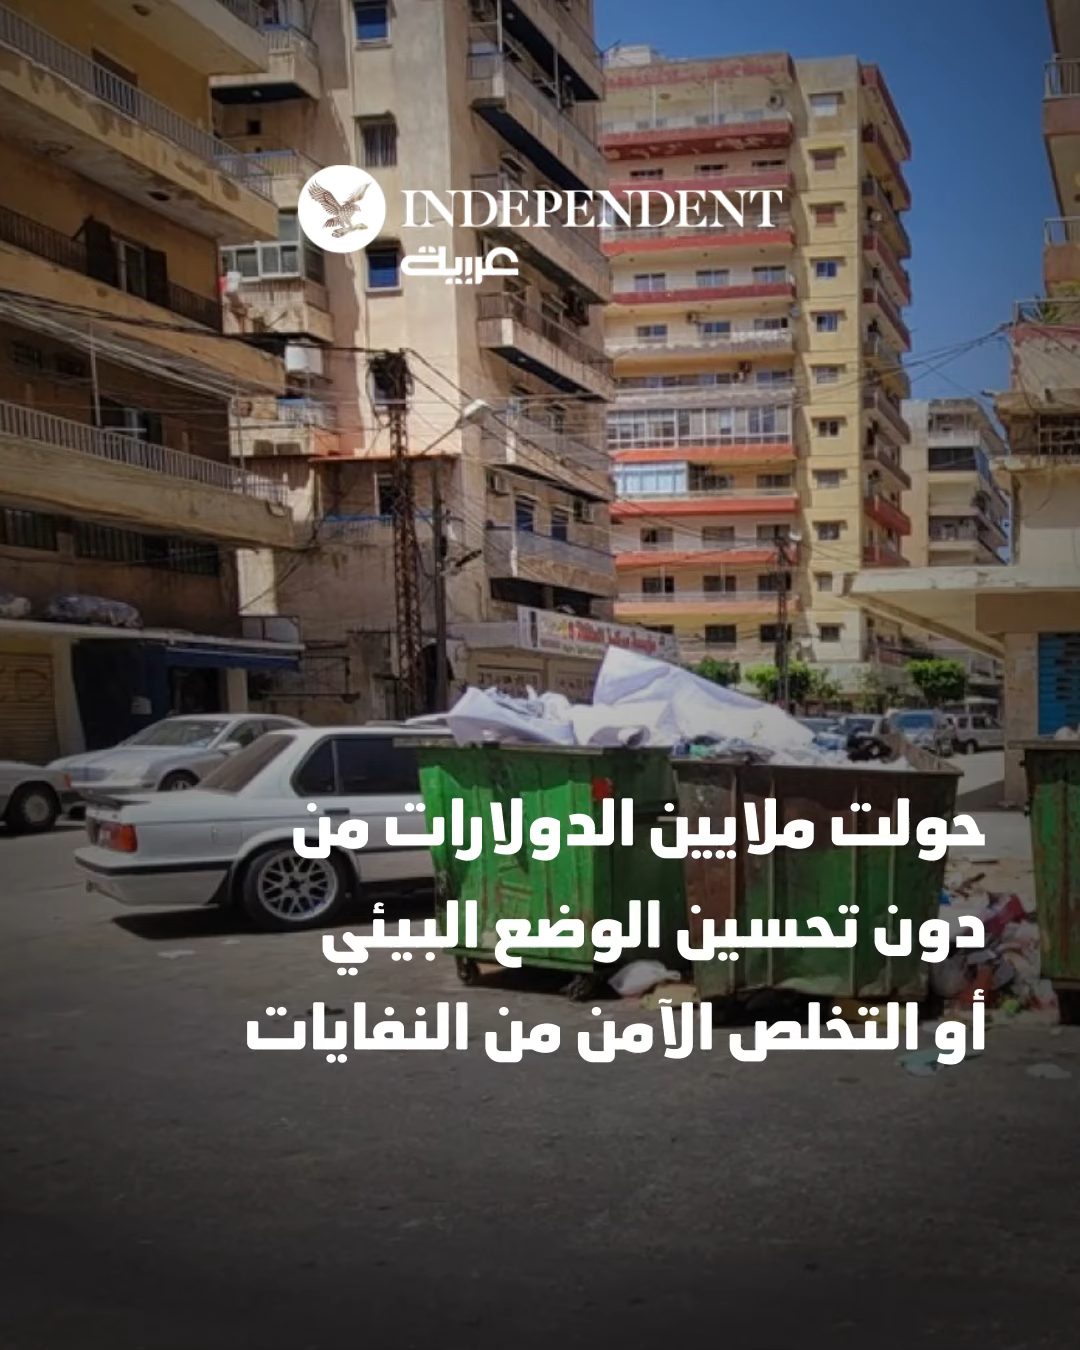 INDEPENDENT
عربية
حولت ملايين الدولارات من
دون تحسين الوضع البيئي
أو التخلص الآمن من النفايات